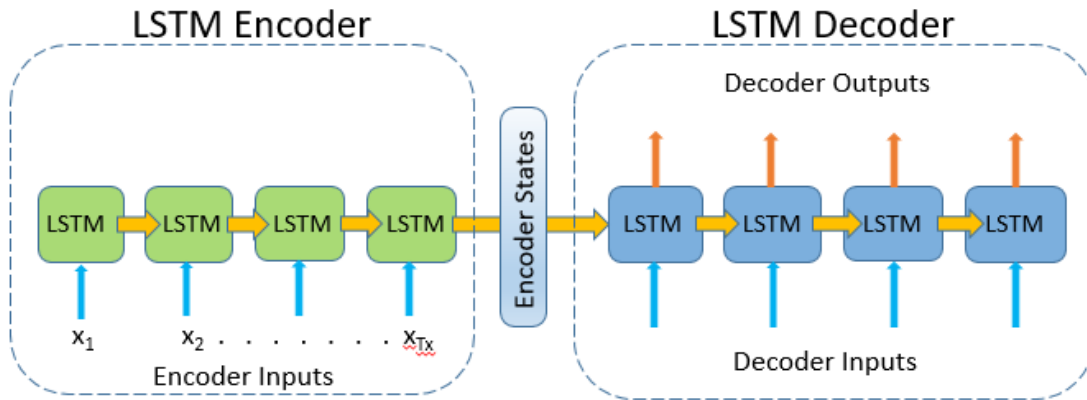 LSTM Encoder
LSTM LSTM LSTM LSTM
x1 x2 . . . . . . . xTx
Encoder Inputs
Encoder States
LSTM Decoder
Decoder Outputs
LSTM LSTM LSTM LSTM
Decoder Inputs